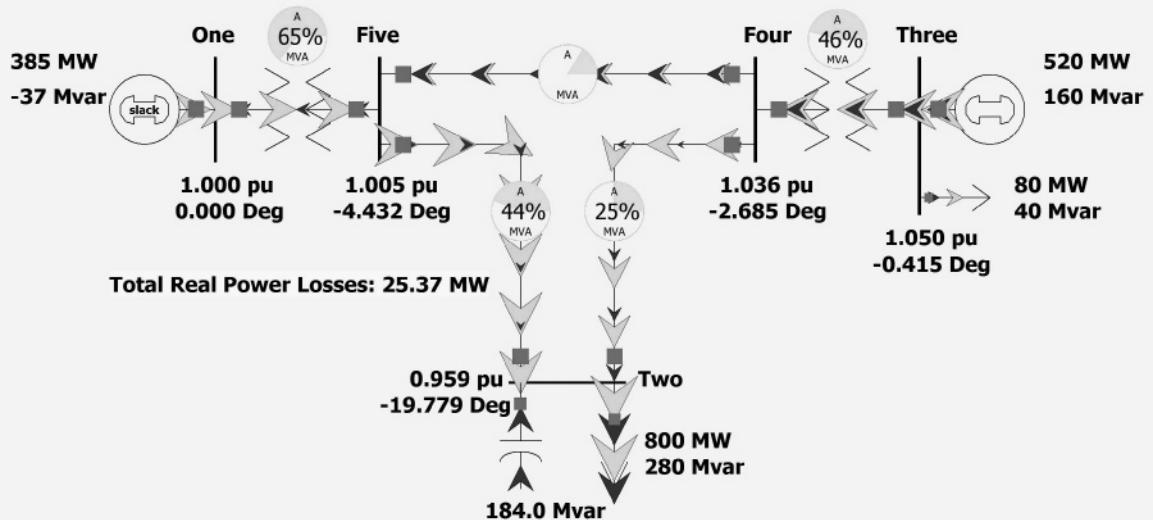 One
A
65%
MVA
Five
A
MVA
Four
A
46%
MVA
Three
385 MW
-37 Mvar
slack
520 MW
160 Mvar
1.000 pu
0.000 Deg
1.005 pu
-4.432 Deg
A
44%
MVA
A
25%
MVA
1.036 pu
-2.685 Deg
80 MW
40 Mvar
1.050 pu
-0.415 Deg
Total Real Power Losses: 25.37 MW
0.959 pu
-19.779 Deg
Two
800 MW
280 Mvar
184.0 Mvar